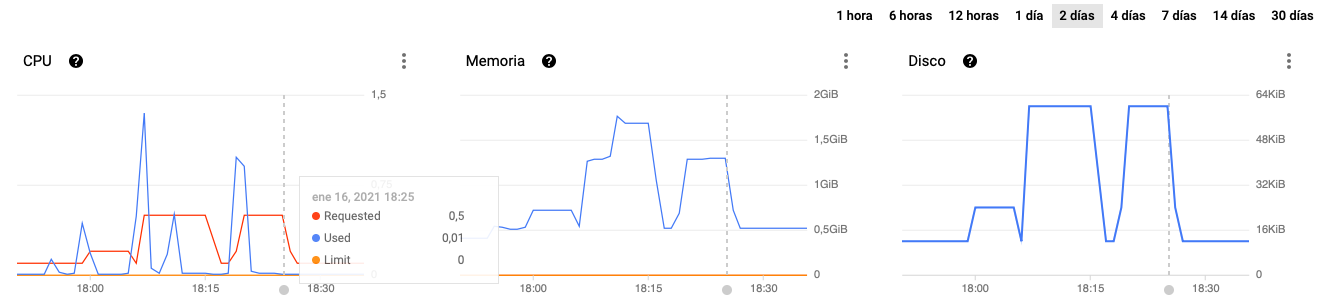 1 hora 6 horas 12 horas 1 día 2 días 4 días 7 días 14 días 30 días
CPU ?
1,5
0,75
0
18:00 18:15 18:30
ene 16, 2021 18:25
Requested 0,5
Used 0,01
Limit 0
Memoria ?
2GiB
1,5GiB
1GiB
0,5GiB
0
18:00 18:15 18:30
Disco ?
64KiB
48KiB
32KiB
16KiB
0
18:00 18:15 18:30